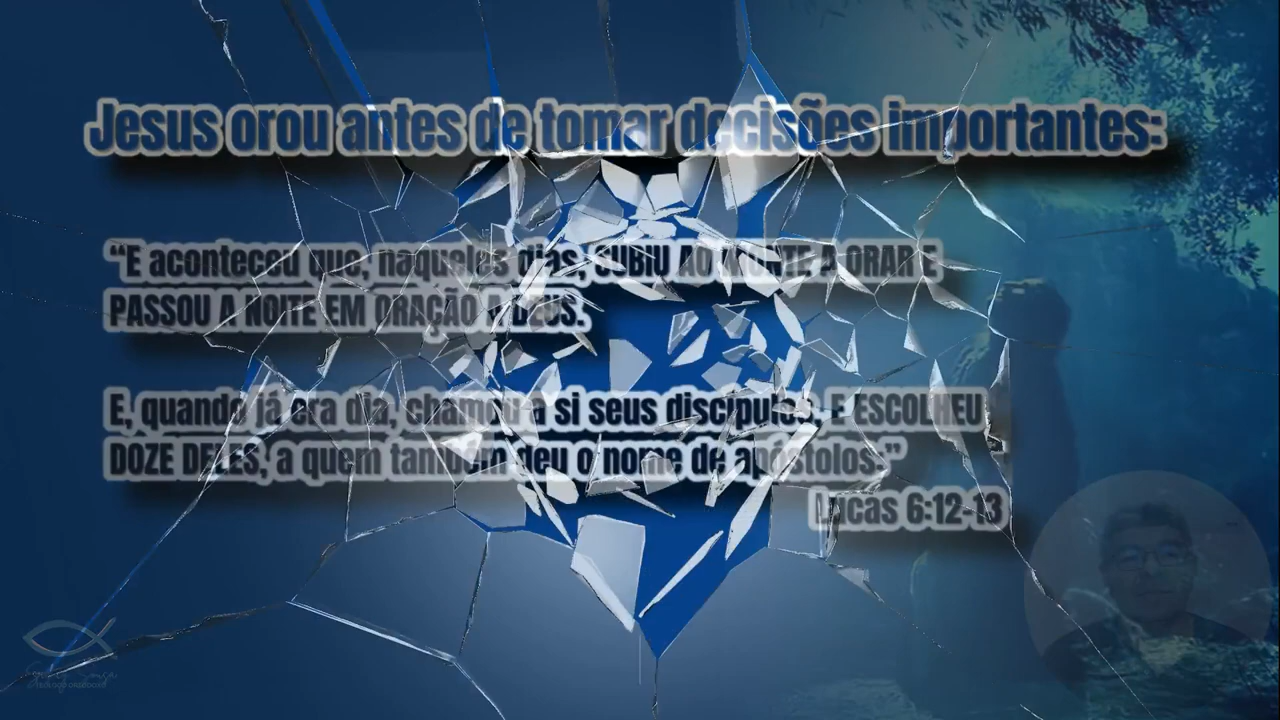 Jesus orou antes de tomar decisões importantes:
“E aconteceu que, naqueles dias, SUBIU AO MONTE A ORAR E
PASSOU A NOITE EM ORAÇÃO A DEUS.
E, quando já era dia, chamou a si seus discípulos, E ESCOLHEU
DOZE DELES, a quem também deu o nome de apóstolos.”
Lucas 6:12-13